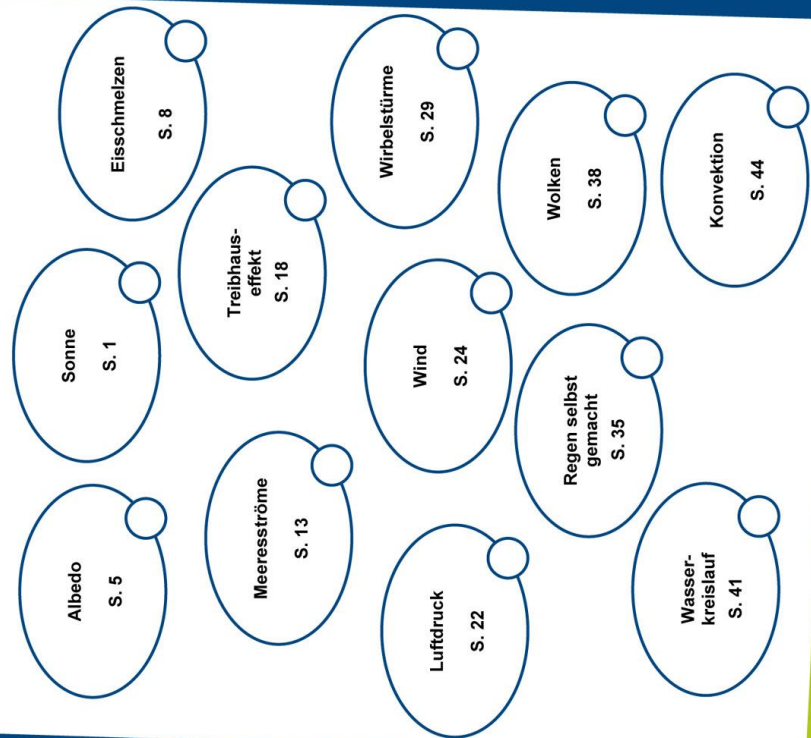 Albedo
S. 5
Sonne
S. 1
Eisschmelzen
S. 8
Meeresströme
S. 13
Treibhaus-
effekt
S. 18
Luftdruck
S. 22
Wind
S. 24
Wirbelstürme
S. 29
Regen selbst
gemacht
S. 35
Wolken
S. 38
Wasser-
kreislauf
S. 41
Konvektion
S. 44